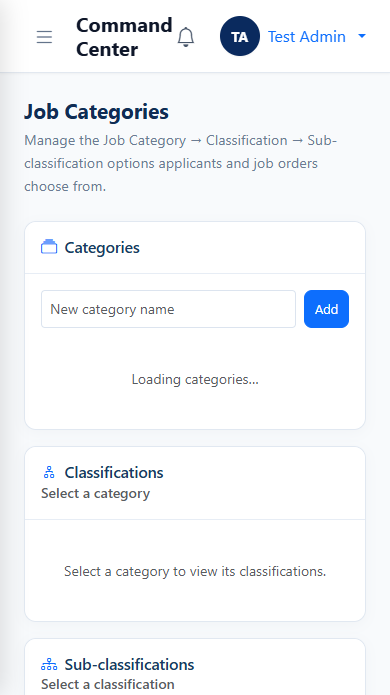 Command
Center
TA
Test Admin
Job Categories
Manage the Job Category → Classification → Sub-
classification options applicants and job orders
choose from.
Categories
New category name
Add
Loading categories...
Classifications
Select a category
Select a category to view its classifications.
Sub-classifications
Select a classification